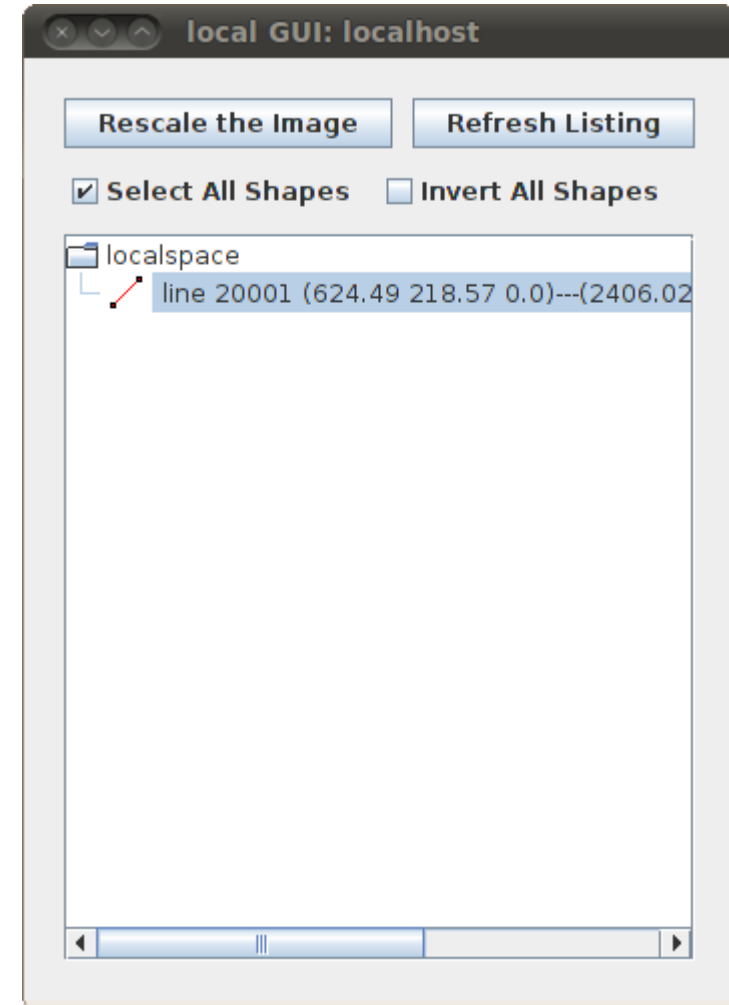 local GUI: localhost
Rescale the Image Refresh Listing
Select All Shapes Invert All Shapes
localspace
line 20001 (624.49 218.57 0.0)---(2406.02